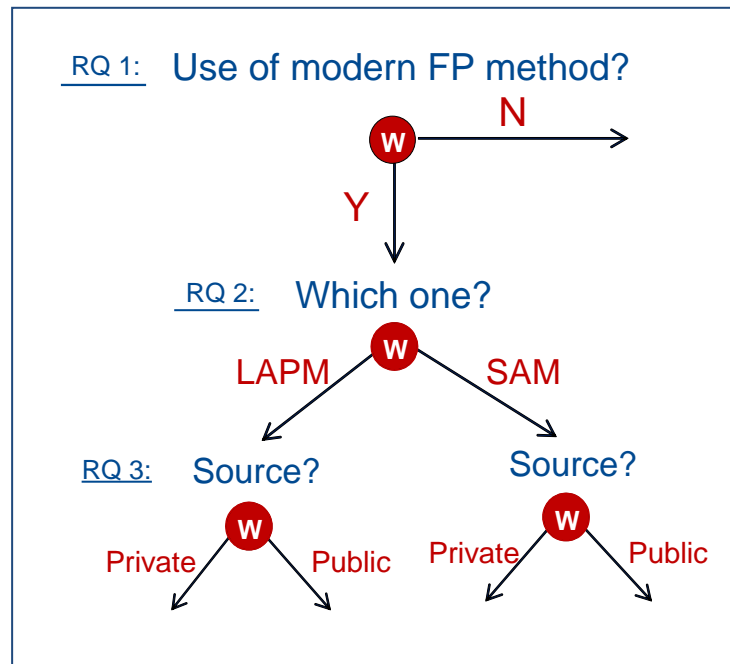 RQ 1: Use of modern FP method?
N
W
Y
RQ 2: Which one?
W
LAPM SAM
RQ 3: Source? Source?
W W
Private Public Private Public